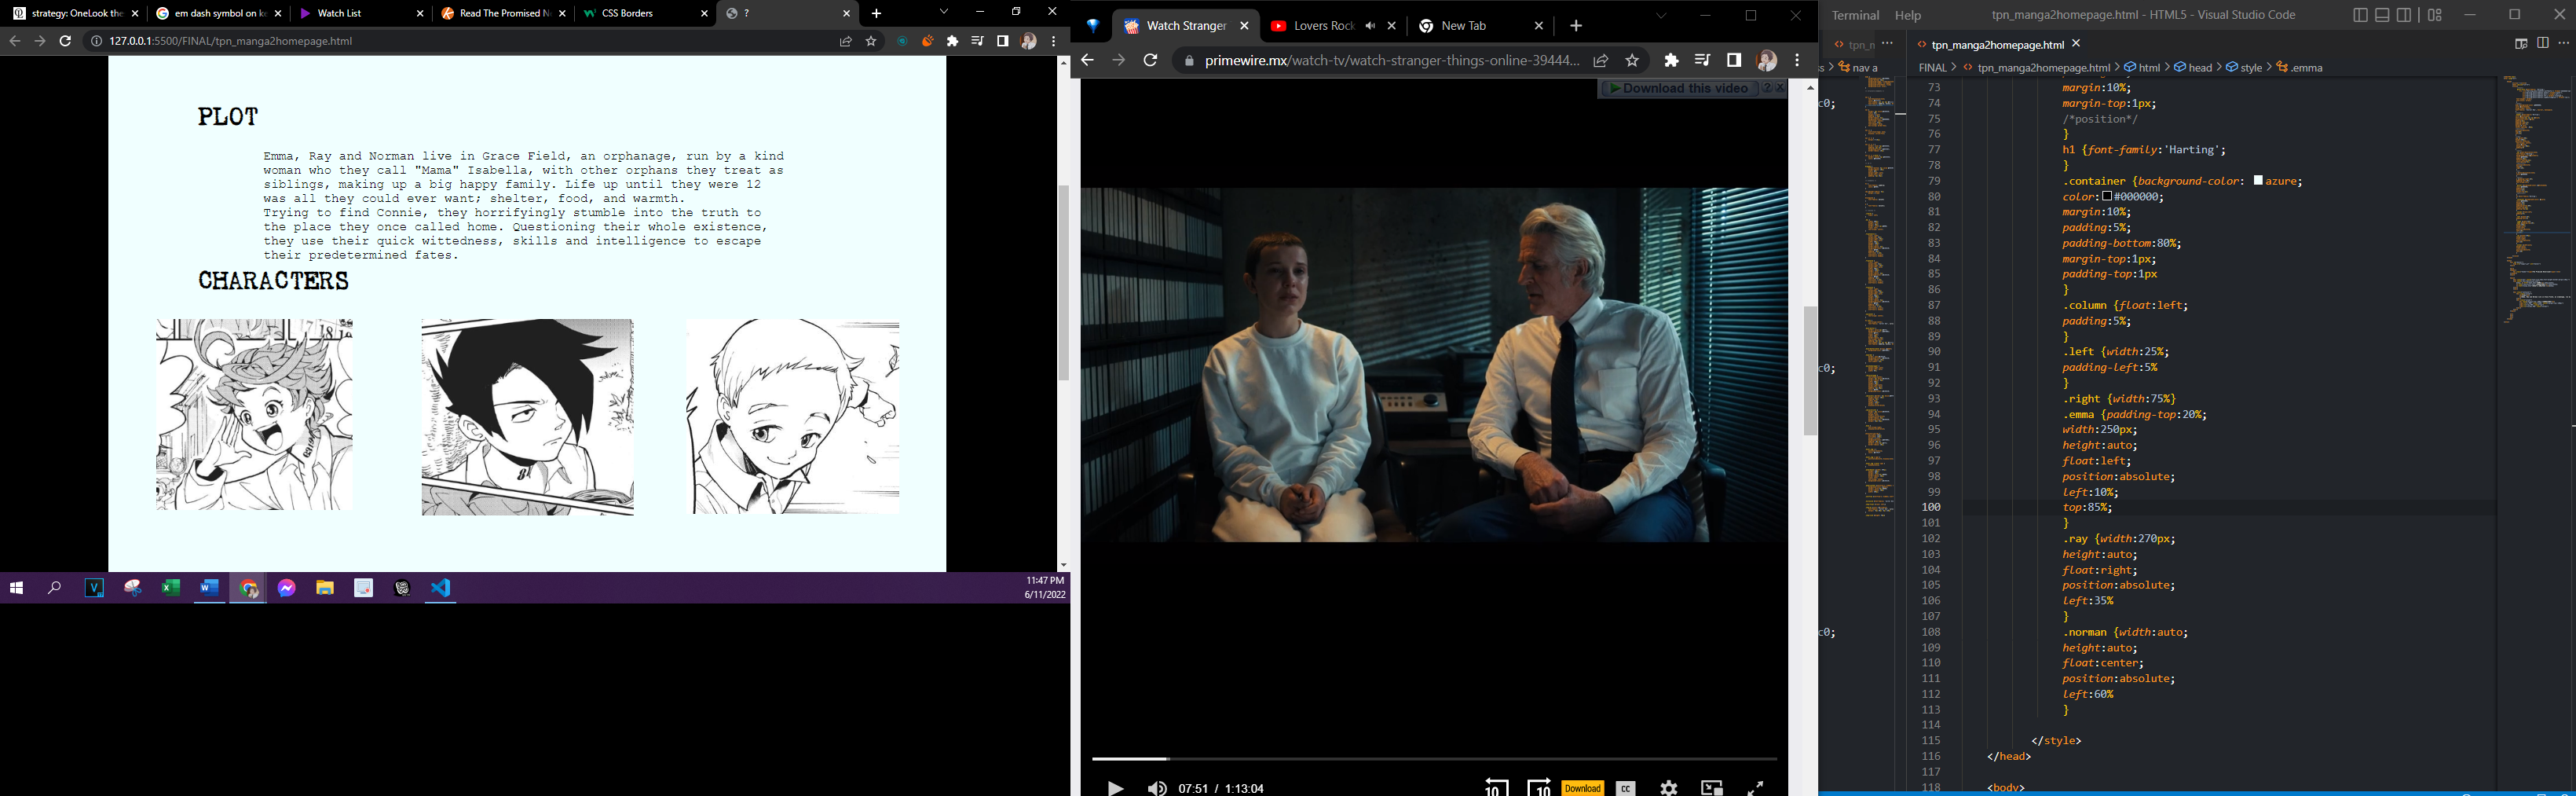 strategy: OneLook the
em dash symbol on ke
Watch List
Read The Promised N
CSS Borders
?
127.0.0.1:5500/FINAL/tpn_manga2homepage.html
PLOT
Emma, Ray and Norman live in Grace Field, an orphanage, run by a kind
woman who they call "Mama" Isabella, with other orphans they treat as
siblings, making up a big happy family. Life up until they were 12
was all they could ever want; shelter, food, and warmth.
Trying to find Connie, they horrifyingly stumble into the truth to
the place they once called home. Questioning their whole existence,
they use their quick wittedness, skills and intelligence to escape
their predetermined fates.
CHARACTERS
11:47 PM
6/11/2022
Watch Stranger
Lovers Rock
New Tab
primewire.mx/watch-tv/watch-stranger-things-online-39444...
Download this video
07:51 / 1:13:04
10
10
Download
CC
Terminal
Help
tpn_manga2homepage.html - HTML5 - Visual Studio Code
tpn_n
tpn_manga2homepage.html
nav a
FINAL > tpn_manga2homepage.html > html > head > style > .emma
c0;
c0;
c0;
73 margin:10%;
74 margin-top:1px;
75 /*position*/
76 }
77 h1 {font-family:'Harting';
78 }
79 .container {background-color: azure;
80 color:#000000;
81 margin:10%;
82 padding:5%;
83 padding-bottom:80%;
84 margin-top:1px;
85 padding-top:1px
86 }
87 .column {float:left;
88 padding:5%;
89 }
90 .left {width:25%;
91 padding-left:5%
92 }
93 .right {width:75%}
94 .emma {padding-top:20%;
95 width:250px;
96 height:auto;
97 float:left;
98 position:absolute;
99 left:10%;
100 top:85%;
101 }
102 .ray {width:270px;
103 height:auto;
104 float:right;
105 position:absolute;
106 left:35%
107 }
108 .norman {width:auto;
109 height:auto;
110 float:center;
111 position:absolute;
112 left:60%
113 }
114
115 </style>
116 </head>
117
118 <body>